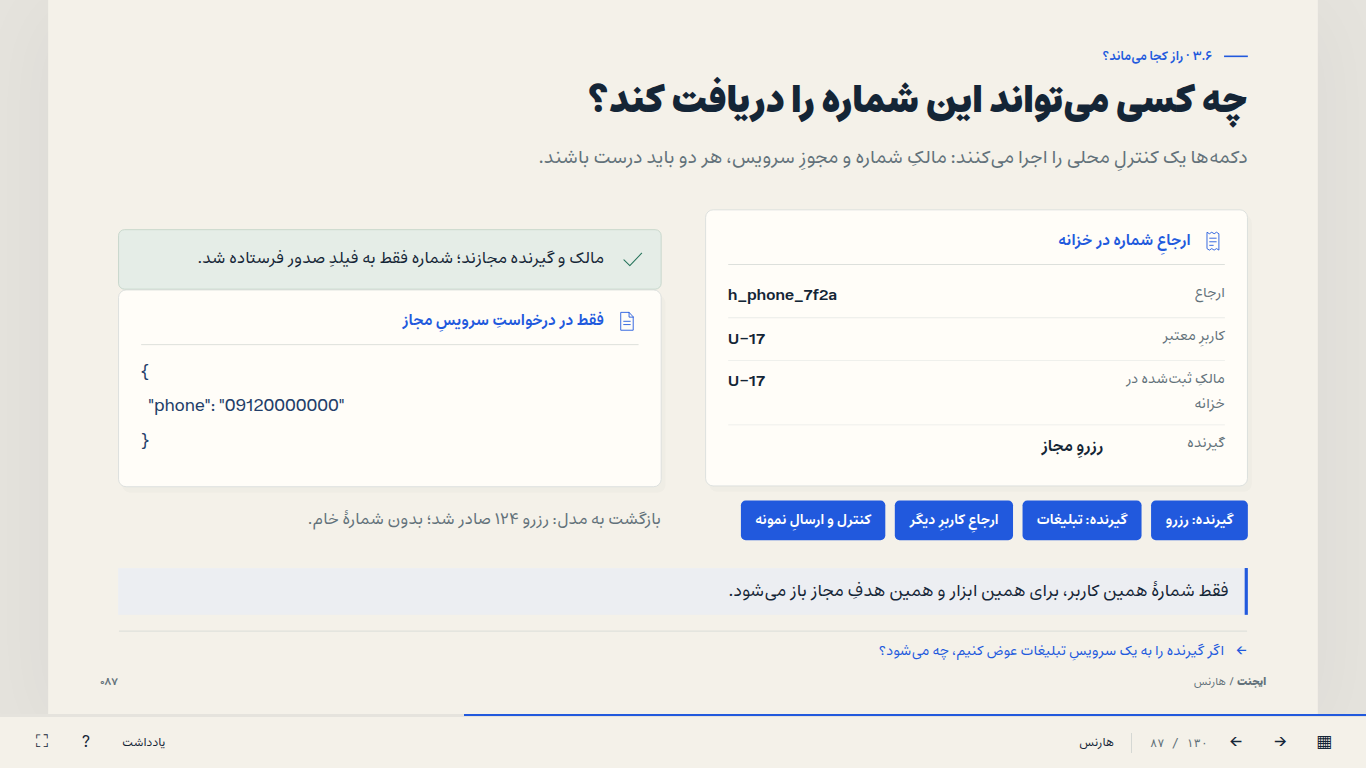 ۳.۶ · راز کجا می‌ماند؟
چه کسی می‌تواند این شماره را دریافت کند؟
دکمه‌ها یک کنترلِ محلی را اجرا می‌کنند: مالکِ شماره و مجوزِ سرویس، هر دو باید درست باشند.
ارجاعِ شماره در خزانه
ارجاع
h_phone_7f2a
کاربرِ معتبر
U-17
مالکِ ثبت‌شده در
خزانه
U-17
گیرنده
رزروِ مجاز
گیرنده: رزرو
گیرنده: تبلیغات
ارجاعِ کاربرِ دیگر
کنترل و ارسالِ نمونه
مالک و گیرنده مجازند؛ شماره فقط به فیلدِ صدور فرستاده شد.
فقط در درخواستِ سرویسِ مجاز
{
"phone": "09120000000"
}
بازگشت به مدل: رزرو ۱۲۴ صادر شد؛ بدون شمارهٔ خام.
فقط شمارهٔ همین کاربر، برای همین ابزار و همین هدفِ مجاز باز می‌شود.
← اگر گیرنده را به یک سرویسِ تبلیغات عوض کنیم، چه می‌شود؟
ایجنت / هارنس
۰۸۷
▦ → ← ۸۷ / ۱۳۰ هارنس
یادداشت ?